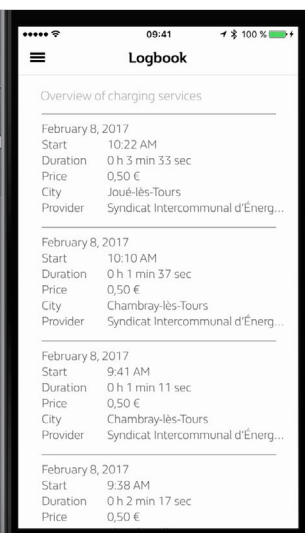 09:41
100 %
Logbook
Overview of charging services
February 8, 2017
Start 10:22 AM
Duration 0 h 3 min 33 sec
Price 0,50 €
City Joué-lès-Tours
Provider Syndicat Intercommunal d'Énerg...
February 8, 2017
Start 10:10 AM
Duration 0 h 1 min 37 sec
Price 0,50 €
City Chambray-lès-Tours
Provider Syndicat Intercommunal d'Énerg...
February 8, 2017
Start 9:41 AM
Duration 0 h 1 min 11 sec
Price 0,50 €
City Chambray-lès-Tours
Provider Syndicat Intercommunal d'Énerg...
February 8, 2017
Start 9:38 AM
Duration 0 h 2 min 17 sec
Price 0,50 €